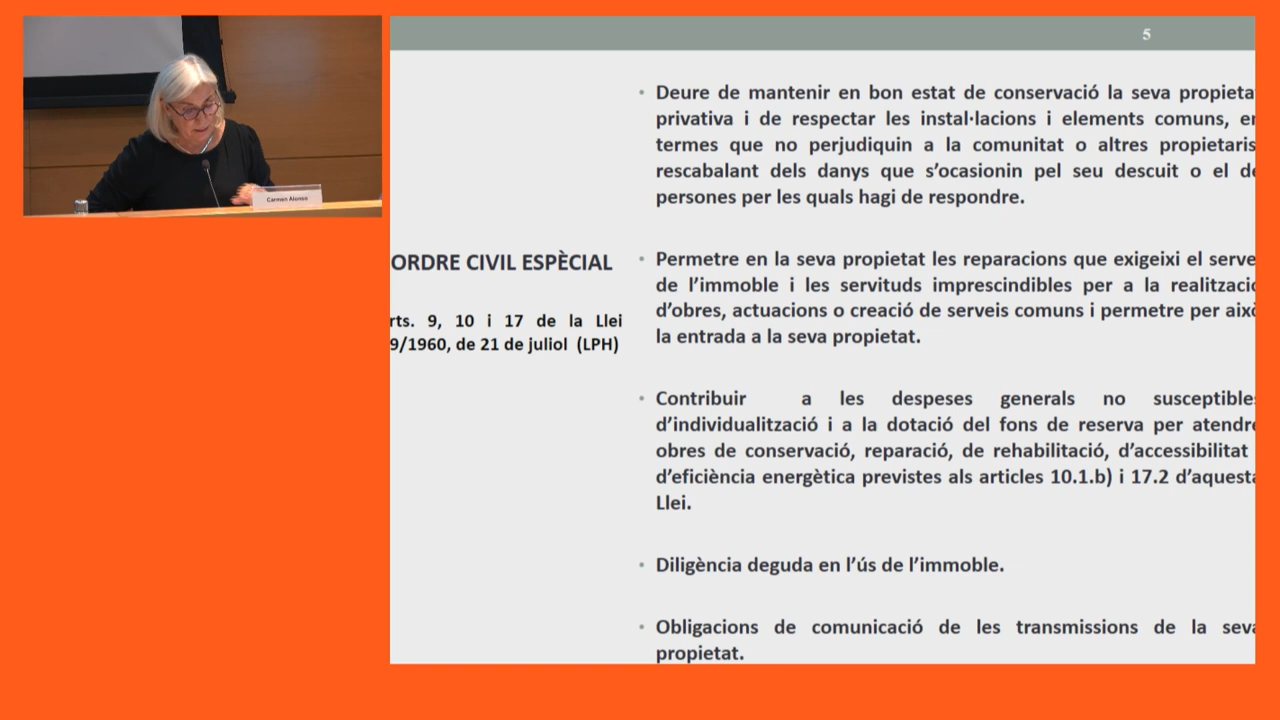 5
Carmen Alonso
ORDRE CIVIL ESPÈCIAL
rts. 9, 10 i 17 de la Llei
9/1960, de 21 de juliol (LPH)
• Deure de mantenir en bon estat de conservació la seva propieta
privativa i de respectar les instal·lacions i elements comuns, en
termes que no perjudiquin a la comunitat o altres propietaris
rescabalant dels danys que s’ocasionin pel seu descuit o el de
persones per les quals hagi de respondre.
• Permetre en la seva propietat les reparacions que exigeixi el serve
de l’immoble i les servituds imprescindibles per a la realització
d’obres, actuacions o creació de serveis comuns i permetre per això
la entrada a la seva propietat.
• Contribuir a les despeses generals no susceptibles
d’individualització i a la dotació del fons de reserva per atendre
obres de conservació, reparació, de rehabilitació, d’accessibilitat
d’eficiència energètica previstes als articles 10.1.b) i 17.2 d’aquesta
Llei.
• Diligència deguda en l’ús de l’immoble.
• Obligacions de comunicació de les transmissions de la seva
propietat.